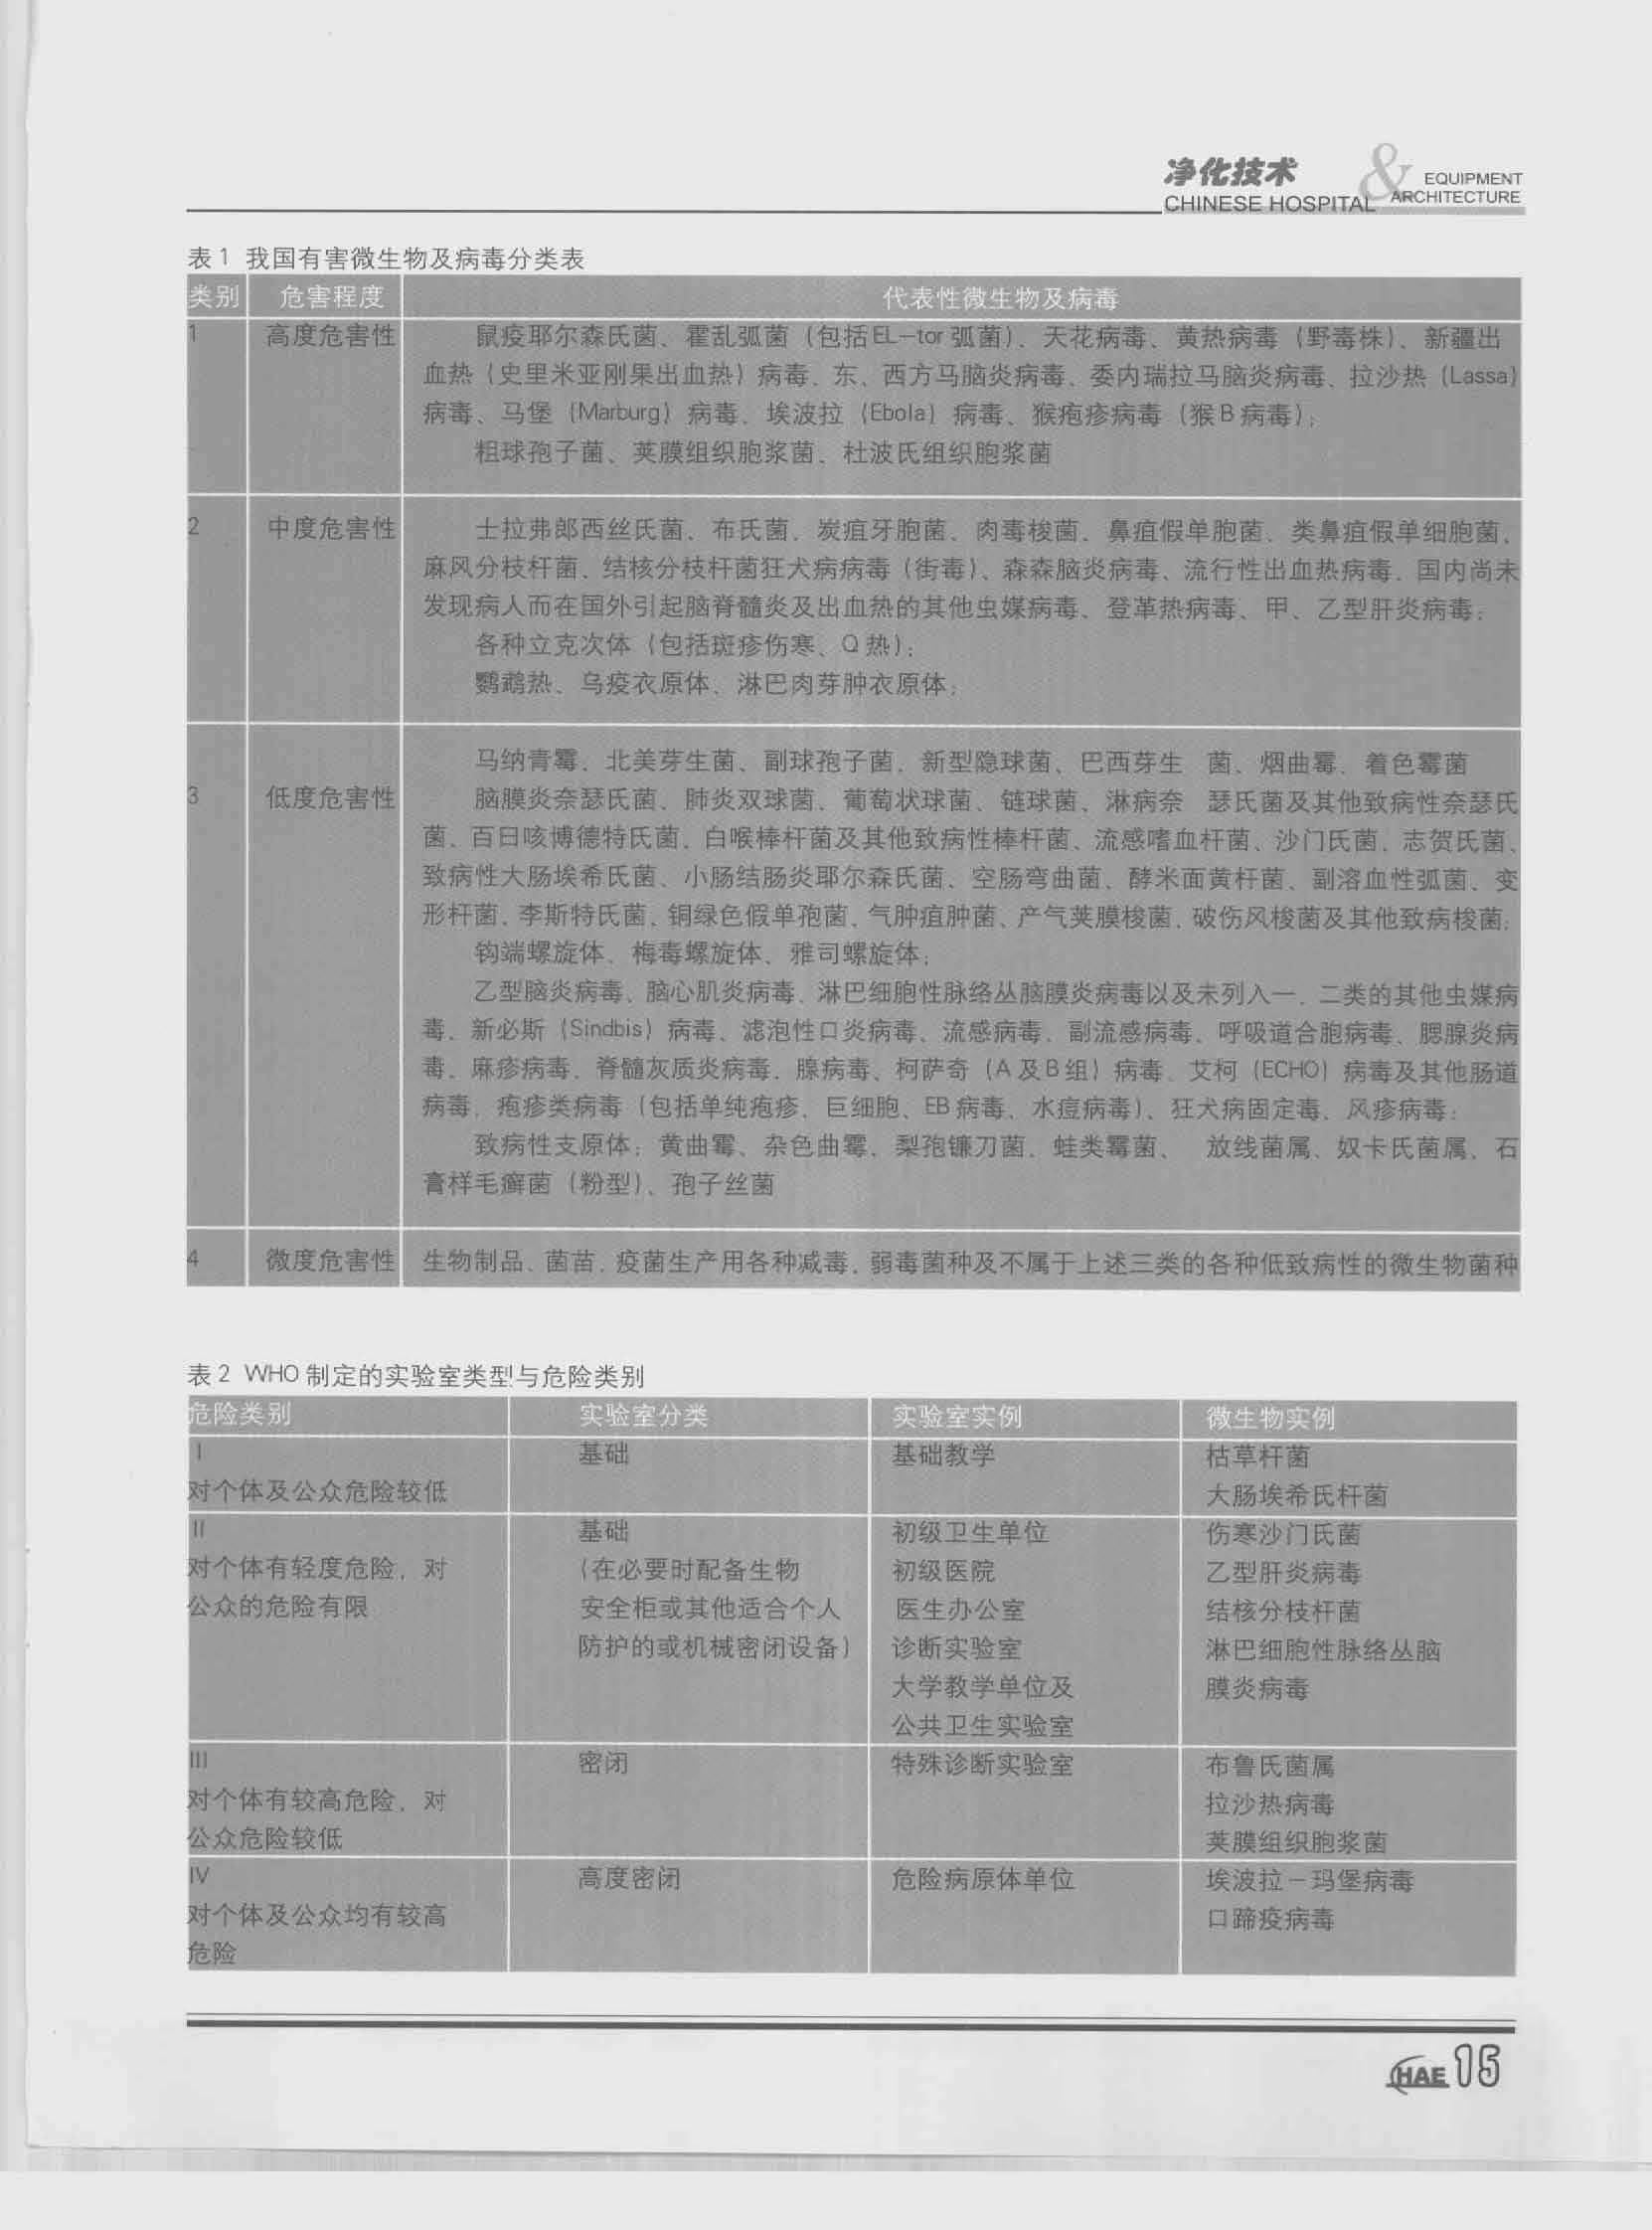 净化技术
& EQUIPMENT
CHINESE HOSPITAL ARCHITECTURE
表1 我国有害微生物及病毒分类表
类别 危害程度 代表性微生物及病毒
1 高度危害性 鼠疫耶尔森氏菌、霍乱弧菌（包括EL-tor弧菌）、天花病毒、黄热病毒（野毒株）、新疆出
血热（史里米亚刚果出血热）病毒、东、西方马脑炎病毒、委内瑞拉马脑炎病毒、拉沙热（Lassa）
病毒、马堡（Marburg）病毒、埃波拉（Ebola）病毒、猴疱疹病毒（猴B病毒）；
粗球孢子菌、荚膜组织胞浆菌、杜波氏组织胞浆菌
2 中度危害性 士拉弗郎西丝氏菌、布氏菌、炭疽牙胞菌、肉毒梭菌、鼻疽假单胞菌、类鼻疽假单细胞菌、
麻风分枝杆菌、结核分枝杆菌狂犬病病毒（街毒）、森森脑炎病毒、流行性出血热病毒、国内尚未
发现病人而在国外引起脑脊髓炎及出血热的其他虫媒病毒、登革热病毒、甲、乙型肝炎病毒；
各种立克次体（包括斑疹伤寒、Q热）；
鹦鹉热、乌疫衣原体、淋巴肉芽肿衣原体；
马纳青霉、北美芽生菌、副球孢子菌、新型隐球菌、巴西芽生 菌、烟曲霉、着色霉菌
3 低度危害性 脑膜炎奈瑟氏菌、肺炎双球菌、葡萄状球菌、链球菌、淋病奈 瑟氏菌及其他致病性奈瑟氏
菌、百日咳博德特氏菌、白喉棒杆菌及其他致病性棒杆菌、流感嗜血杆菌、沙门氏菌、志贺氏菌、
致病性大肠埃希氏菌、小肠结肠炎耶尔森氏菌、空肠弯曲菌、酵米面黄杆菌、副溶血性弧菌、变
形杆菌、李斯特氏菌、铜绿色假单孢菌、气肿疽肿菌、产气荚膜梭菌、破伤风梭菌及其他致病梭菌；
钩端螺旋体、梅毒螺旋体、雅司螺旋体；
乙型脑炎病毒、脑心肌炎病毒、淋巴细胞性脉络丛脑膜炎病毒以及未列入一、二类的其他虫媒病
毒、新必斯（Sindbis）病毒、滤泡性口炎病毒、流感病毒、副流感病毒、呼吸道合胞病毒、腮腺炎病
毒、麻疹病毒、脊髓灰质炎病毒、腺病毒、柯萨奇（A及B组）病毒、艾柯（ECHO）病毒及其他肠道
病毒、疱疹类病毒（包括单纯疱疹、巨细胞、EB病毒、水痘病毒）、狂犬病固定毒、风疹病毒；
致病性支原体；黄曲霉、杂色曲霉、梨孢镰刀菌、蛙类霉菌、 放线菌属、奴卡氏菌属、石
膏样毛癣菌（粉型）、孢子丝菌
4 微度危害性 生物制品、菌苗、疫菌生产用各种减毒、弱毒菌种及不属于上述三类的各种低致病性的微生物菌种
表2 WHO制定的实验室类型与危险类别
危险类别 实验室分类 实验室实例 微生物实例
I 基础 基础教学 枯草杆菌
对个体及公众危险较低 大肠埃希氏杆菌
II 基础 初级卫生单位 伤寒沙门氏菌
对个体有轻度危险，对 （在必要时配备生物 初级医院 乙型肝炎病毒
公众的危险有限 安全柜或其他适合个人 医生办公室 结核分枝杆菌
防护的或机械密闭设备） 诊断实验室 淋巴细胞性脉络丛脑
大学教学单位及 膜炎病毒
公共卫生实验室
III 密闭 特殊诊断实验室 布鲁氏菌属
对个体有较高危险，对 拉沙热病毒
公众危险较低 荚膜组织胞浆菌
IV 高度密闭 危险病原体单位 埃波拉－玛堡病毒
对个体及公众均有较高 口蹄疫病毒
危险
CHAE 15